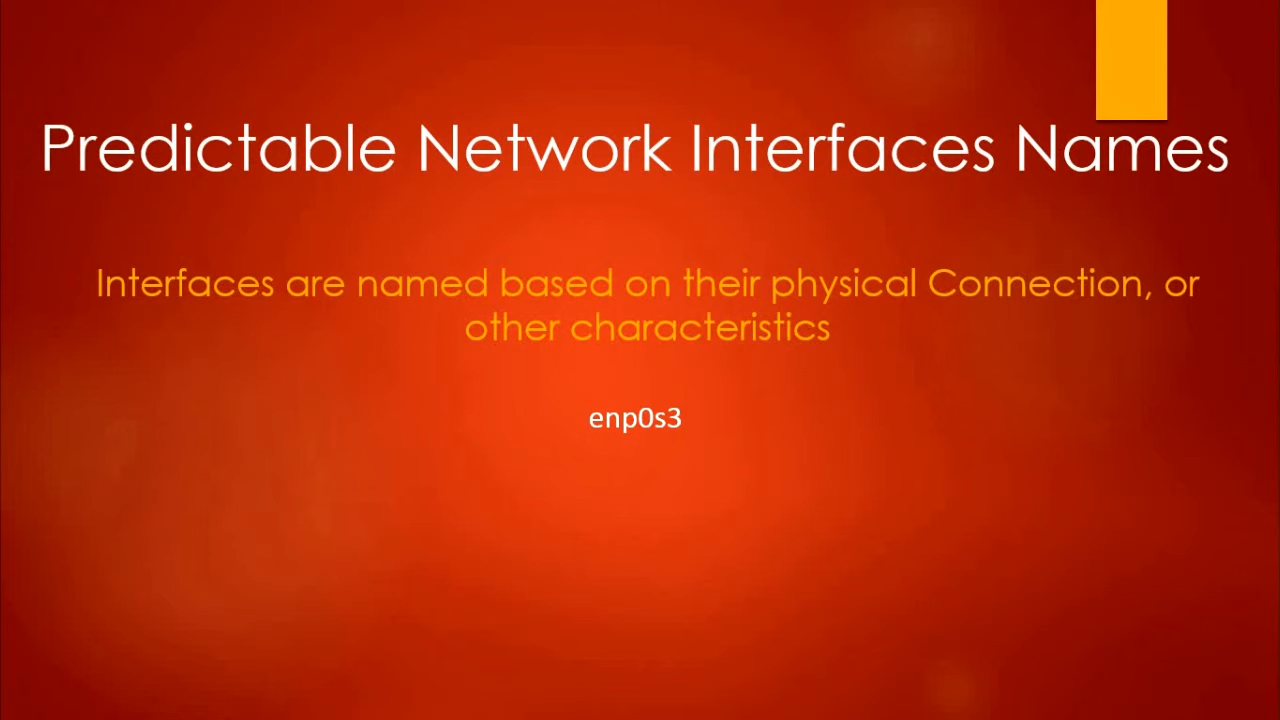 Predictable Network Interfaces Names
Interfaces are named based on their physical Connection, or
other characteristics
enp0s3